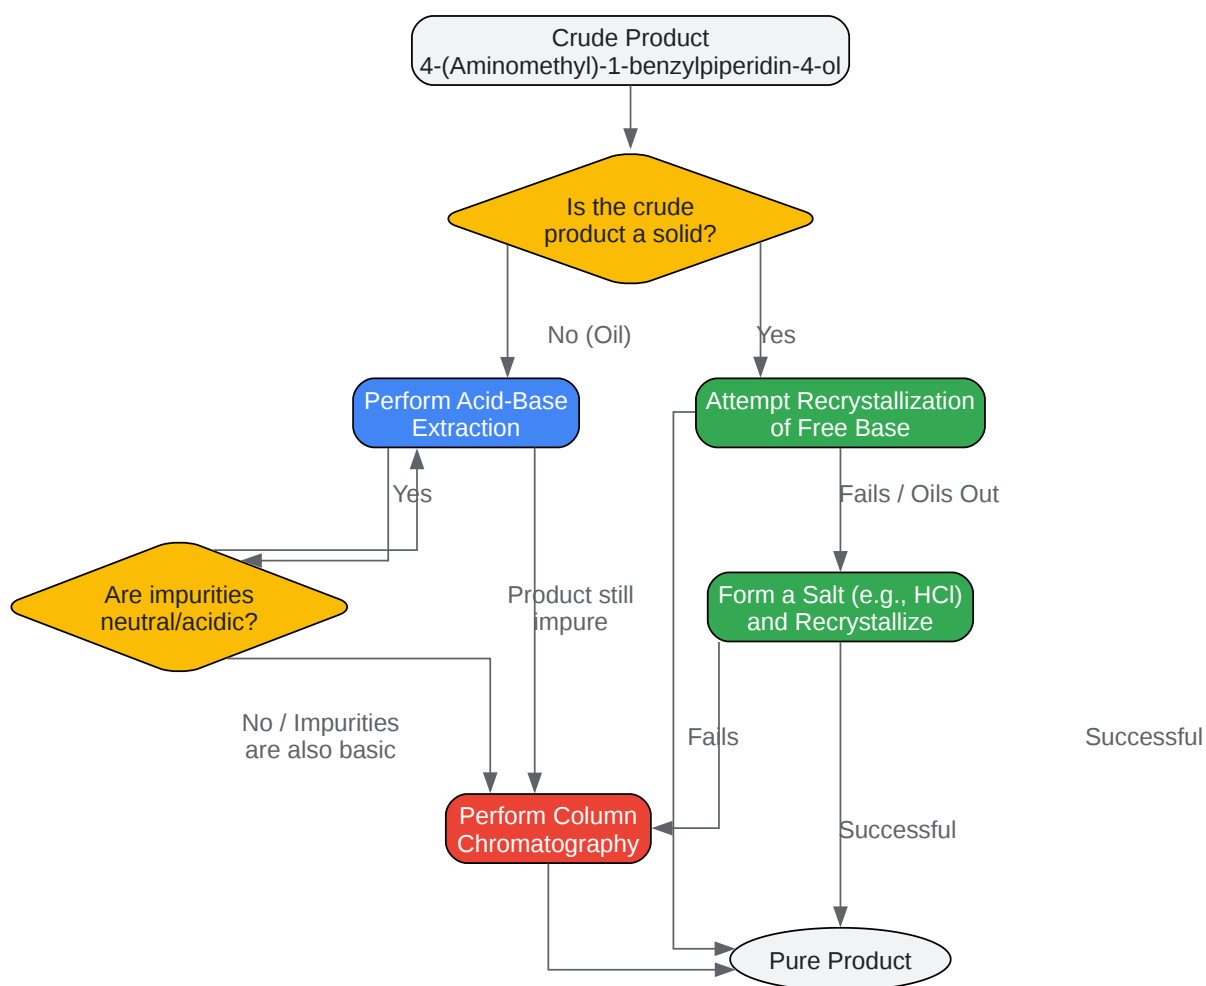 Crude Product
4-(Aminomethyl)-1-benzylpiperidin-4-ol
Is the crude
product a solid?
No (Oil)
Yes
Perform Acid-Base
Extraction
Attempt Recrystallization
of Free Base
Yes
Fails / Oils Out
Are impurities
neutral/acidic?
Product still
impure
Form a Salt (e.g., HCl)
and Recrystallize
No / Impurities
are also basic
Fails
Successful
Perform Column
Chromatography
Successful
Pure Product